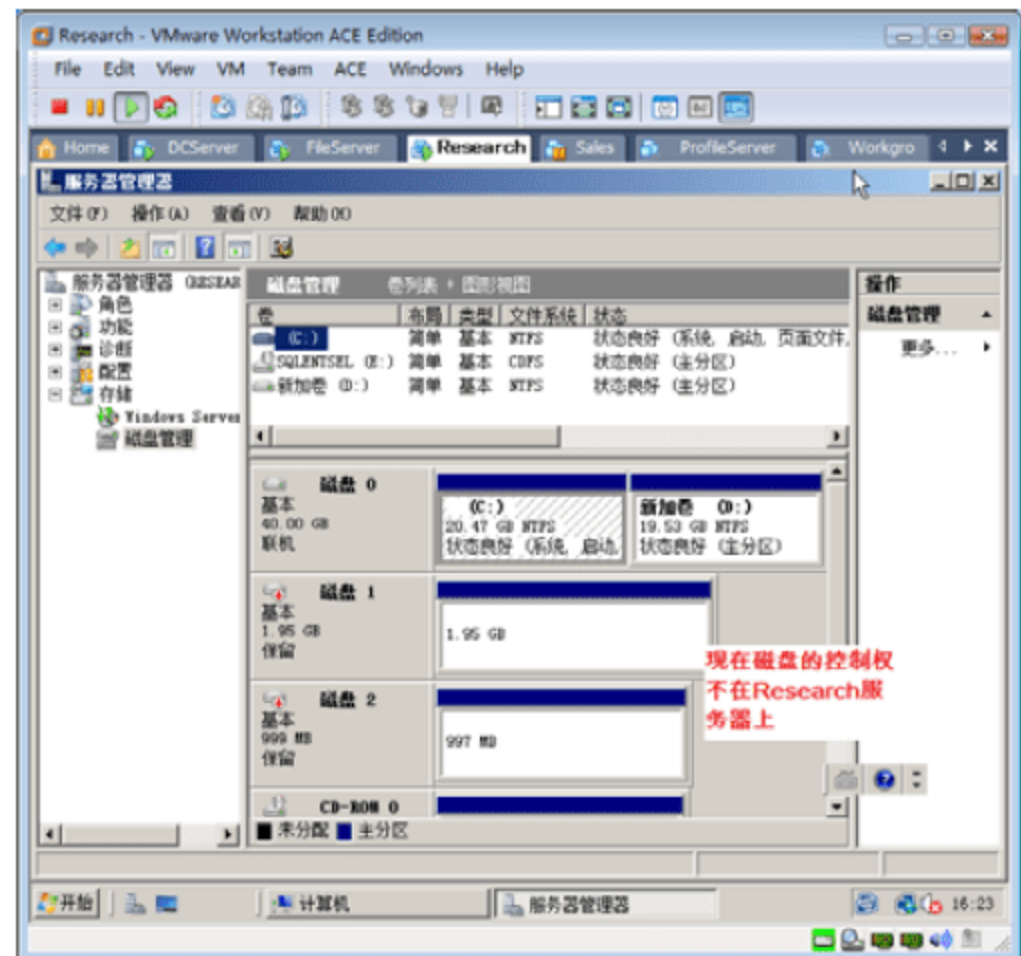 Research - VMware Workstation ACE Edition
File Edit View VM Team ACE Windows Help
Home DCServer FileServer Research Sales ProfileServer Workgro
服务器管理器
文件(F) 操作(A) 查看(V) 帮助(H)
服务器管理器 (RESEAR
角色
功能
诊断
配置
存储
Windows Server
磁盘管理
磁盘管理 卷列表 + 图形视图
卷 布局 类型 文件系统 状态
(C:) 简单 基本 NTFS 状态良好 (系统, 启动, 页面文件,
SQLENTSEL (E:) 简单 基本 CDFS 状态良好 (主分区)
新加卷 (D:) 简单 基本 NTFS 状态良好 (主分区)
磁盘 0
基本
40.00 GB
联机
(C:)
20.47 GB NTFS
状态良好 (系统, 启动,
新加卷 (D:)
19.53 GB NTFS
状态良好 (主分区)
磁盘 1
基本
1.95 GB
保留
1.95 GB
磁盘 2
基本
999 MB
保留
997 MB
CD-ROM 0
未分配 主分区
操作
磁盘管理
更多...
现在磁盘的控制权
不在Research服
务器上
开始 计算机 服务器管理器 16:23